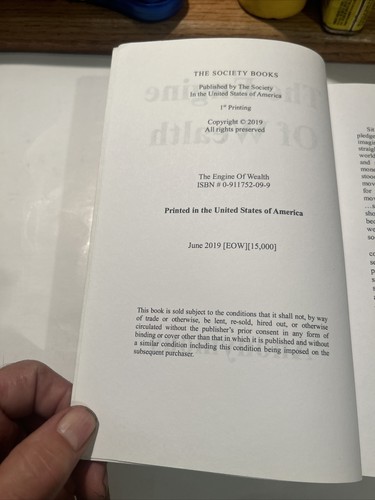 THE SOCIETY BOOKS
Published by The Society
In the United States of America
1st Printing
Copyright © 2019
All rights reserved
The Engine Of Wealth
ISBN # 0-911752-09-9
Printed in the United States of America
June 2019 [EOW][15,000]
This book is sold subject to the conditions that it shall not, by way
of trade or otherwise, be lent, re-sold, hired out, or otherwise
circulated without the publisher's prior consent in any form of
binding or cover other than that in which it is published and without
a similar condition including this condition being imposed on the
subsequent purchaser.